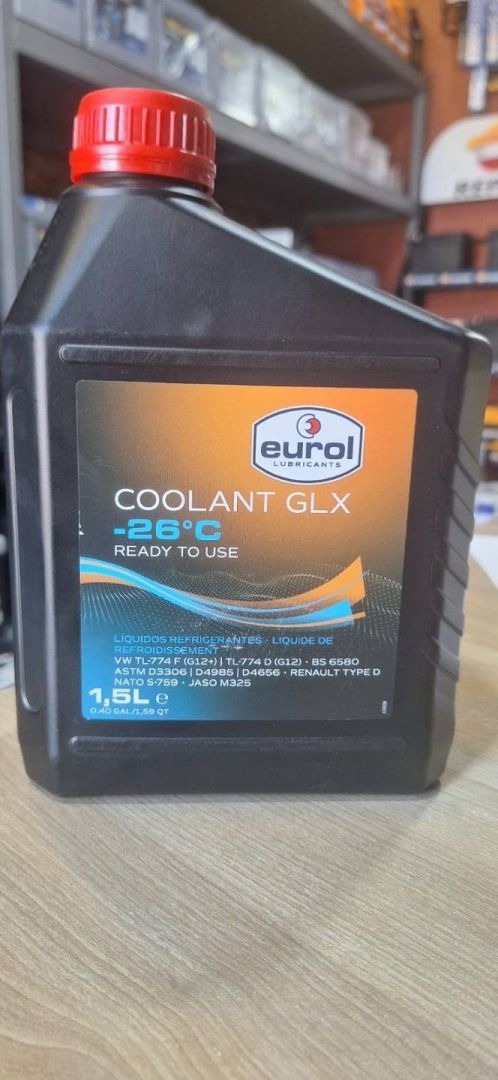 eurol
LUBRICANTS
COOLANT GLX
-26°C
READY TO USE
LÍQUIDOS REFRIGERANTES · LIQUIDE DE
REFROIDISSEMENT
VW TL-774 F (G12+) | TL-774 D (G12) · BS 6580
ASTM D3306 | D4985 | D4656 · RENAULT TYPE D
NATO S-759 · JASO M325
1,5L e
0.40 GAL/1,59 QT